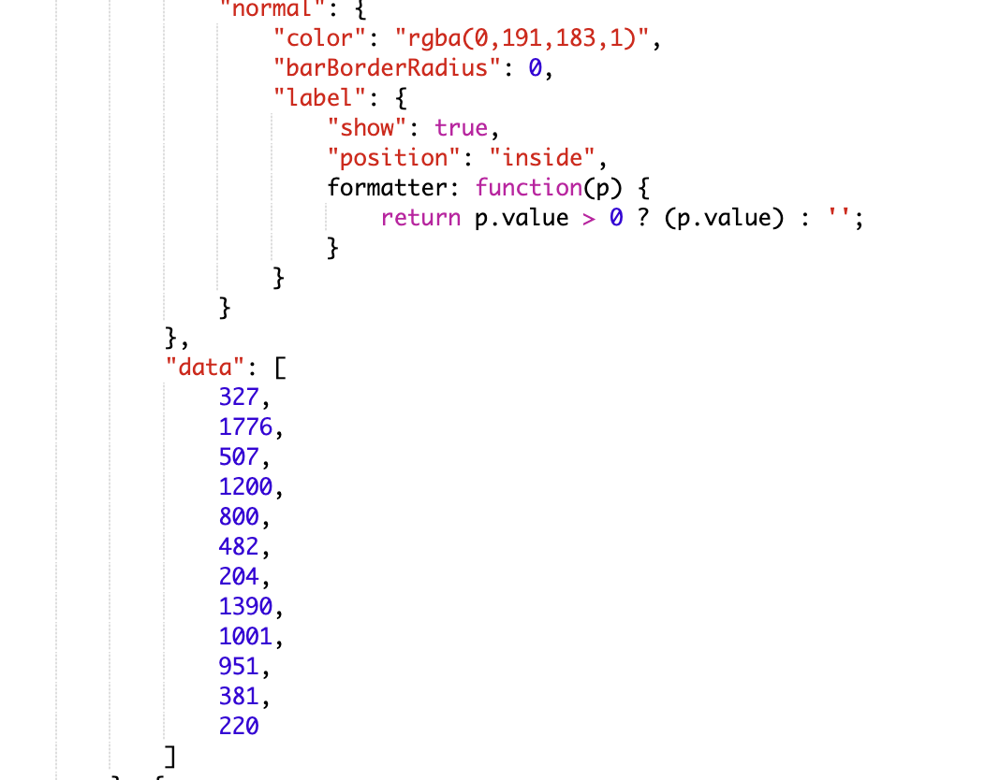 "normal": {
"color": "rgba(0,191,183,1)",
"barBorderRadius": 0,
"label": {
"show": true,
"position": "inside",
formatter: function(p) {
return p.value > 0 ? (p.value) : '';
}
}
}
},
"data": [
327,
1776,
507,
1200,
800,
482,
204,
1390,
1001,
951,
381,
220
]
}, {